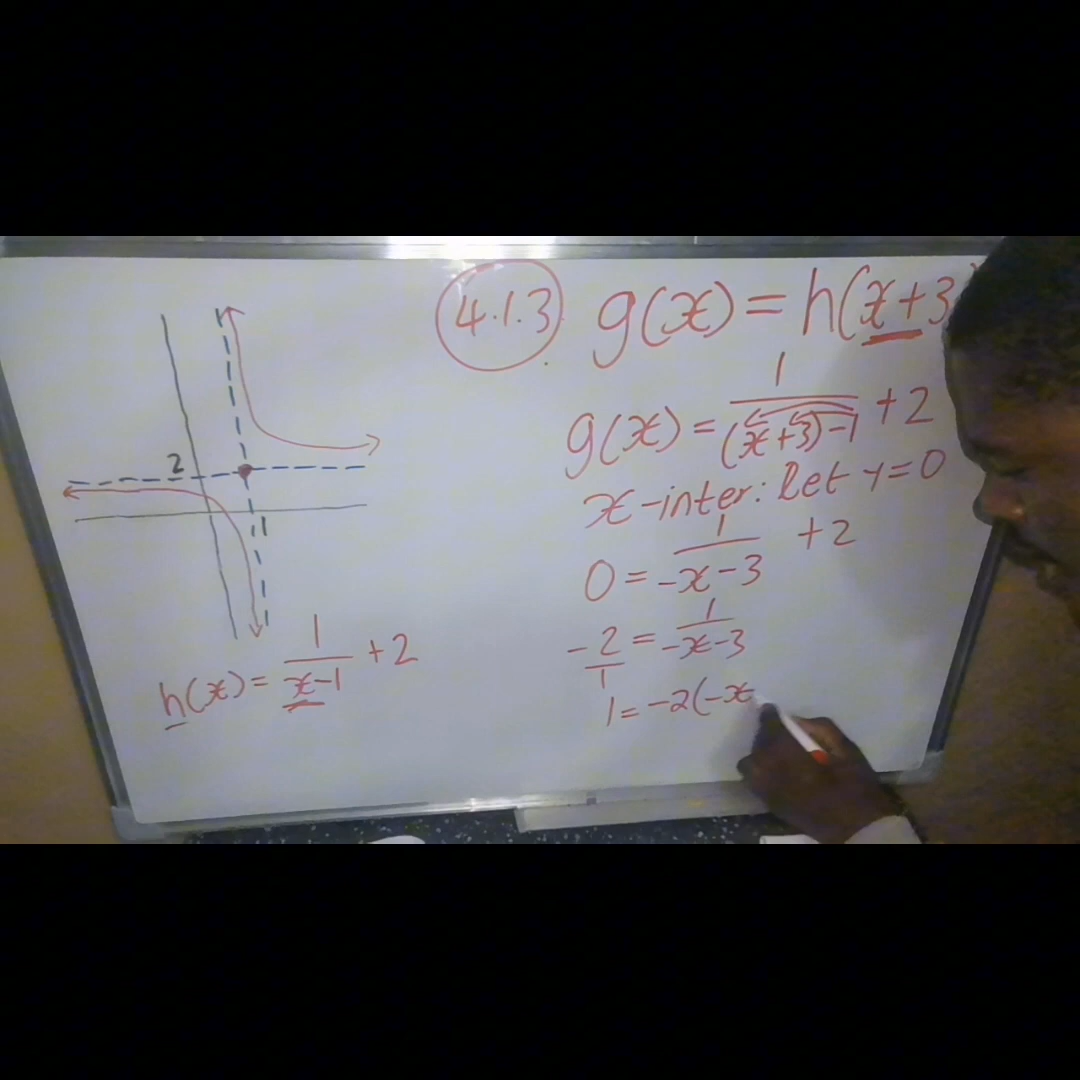 4.1.3 g(x) = h(x+3
g(x) = 1/((x+3)-1) + 2
x-inter: let y=0
0 = 1/(-x-3) + 2
-2/1 = 1/(-x-3)
1 = -2(-x
2
1
h(x) = 1/(x-1) + 2